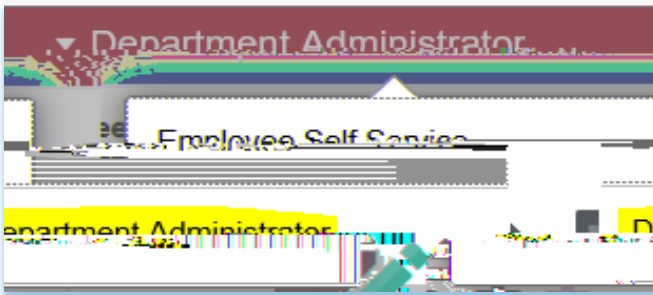 Department Administrator
Employee Self Service
epartment Administrator D